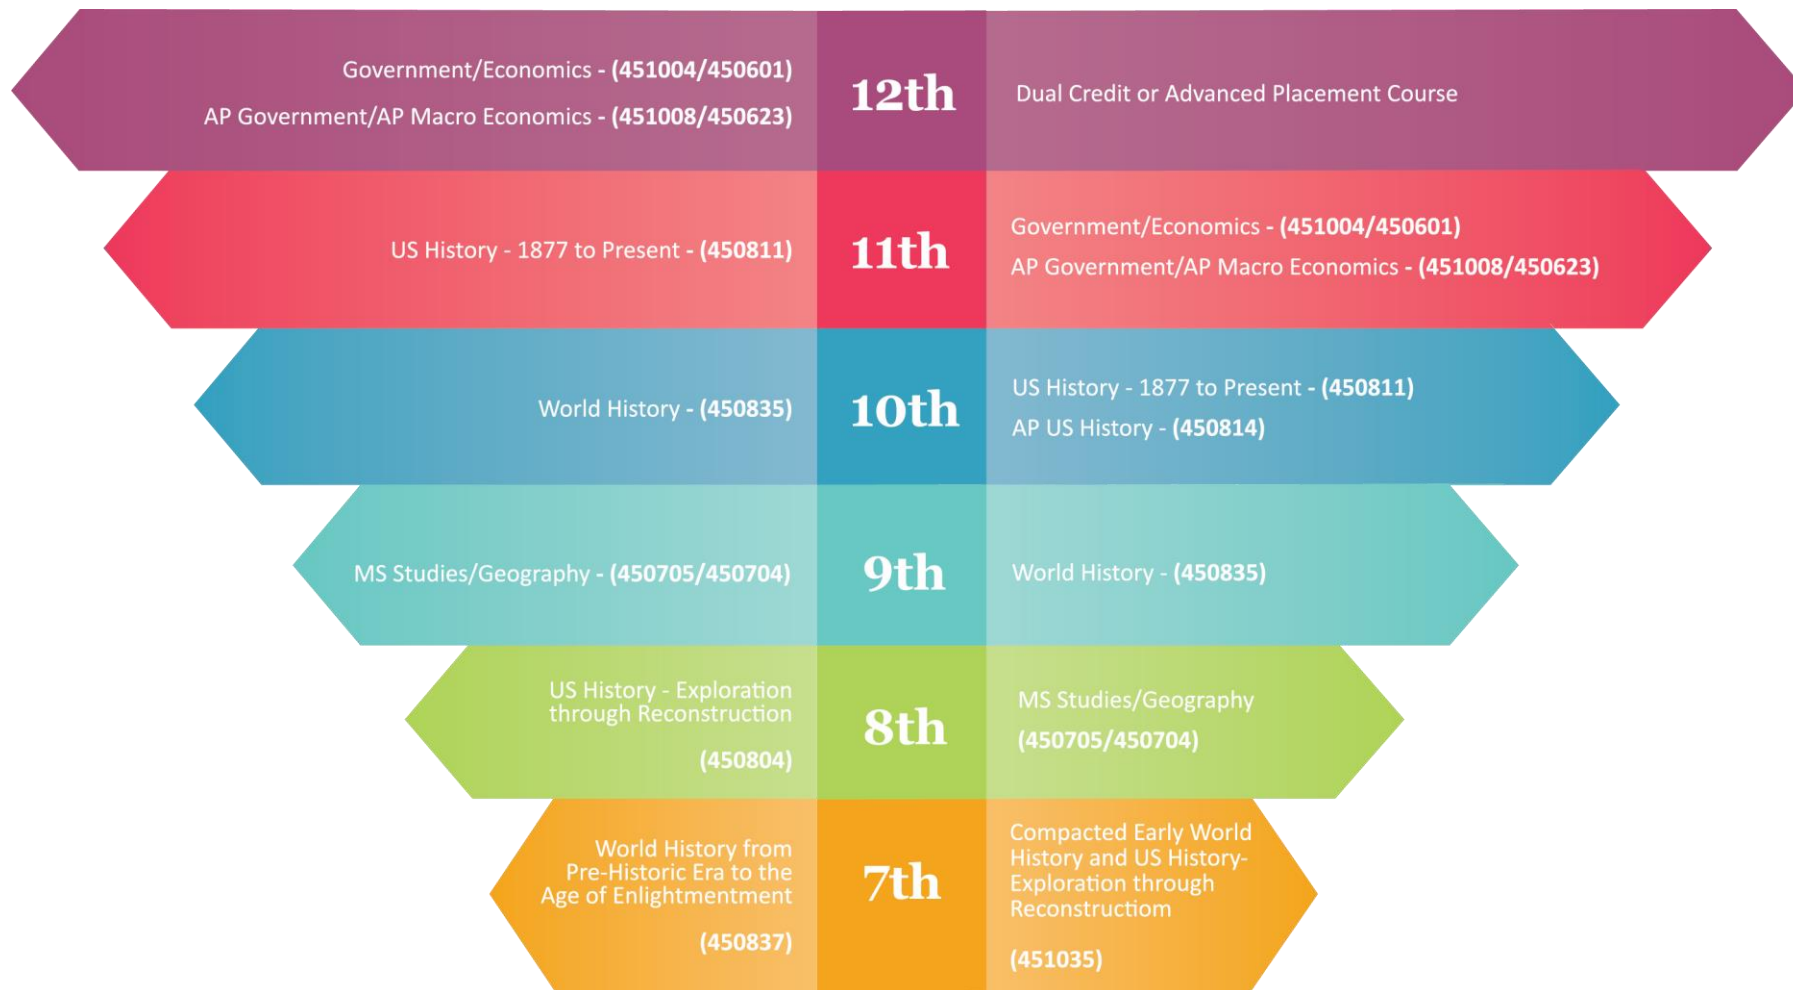 Government/Economics - (451004/450601)
AP Government/AP Macro Economics - (451008/450623)
12th
Dual Credit or Advanced Placement Course
US History - 1877 to Present - (450811)
11th
Government/Economics - (451004/450601)
AP Government/AP Macro Economics - (451008/450623)
World History - (450835)
10th
US History - 1877 to Present - (450811)
AP US History - (450814)
MS Studies/Geography - (450705/450704)
9th
World History - (450835)
US History - Exploration
through Reconstruction
(450804)
8th
MS Studies/Geography
(450705/450704)
World History from
Pre-Historic Era to the
Age of Enlightmentment
(450837)
7th
Compacted Early World
History and US History-
Exploration through
Reconstructiom
(451035)